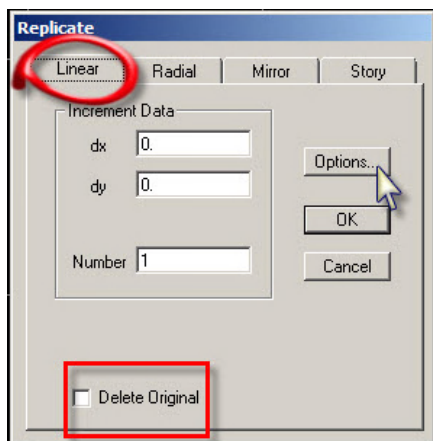 Replicate
Linear Radial Mirror Story
Increment Data
dx 0.
dy 0.
Number 1
Options...
OK
Cancel
Delete Original